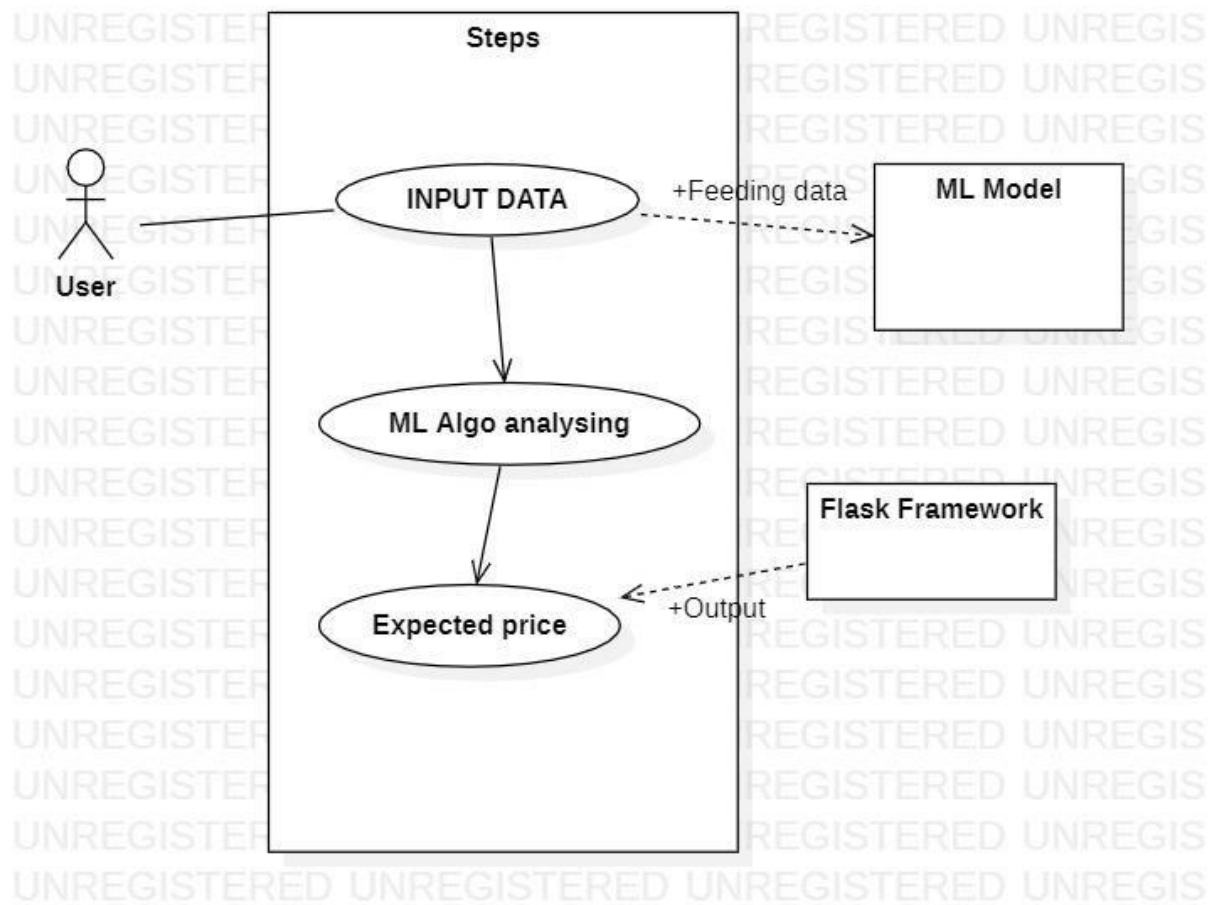 Steps
INPUT DATA
+Feeding data
ML Model
User
ML Algo analysing
Flask Framework
+Output
Expected price
UNREGISTERED UNREGISTERED UNREGIS